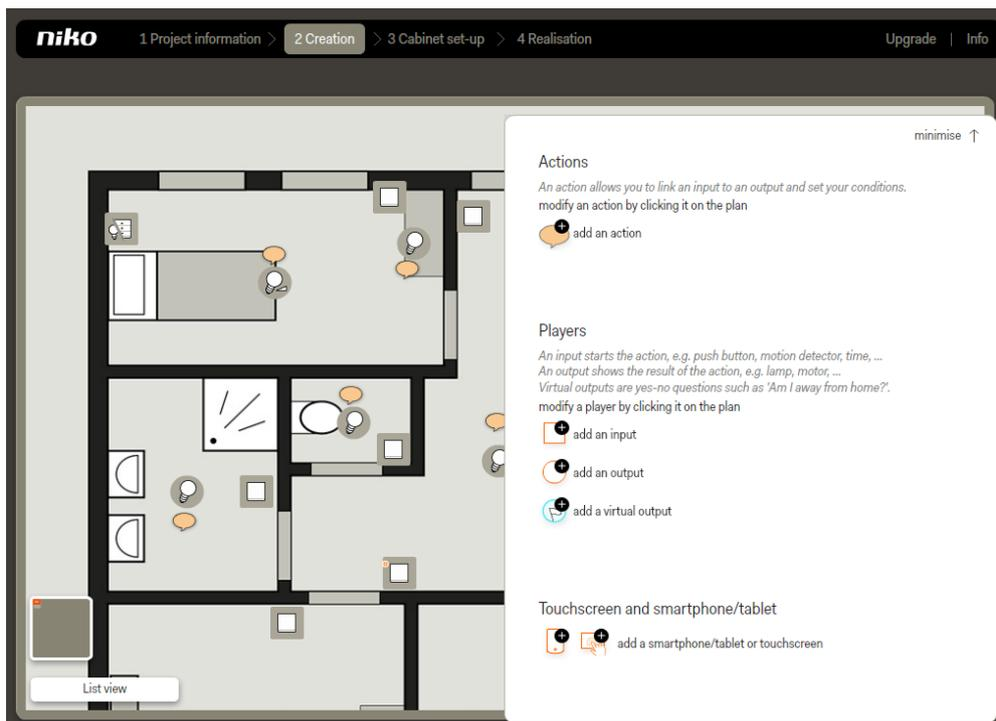 niko
1 Project information
2 Creation
3 Cabinet set-up
4 Realisation
Upgrade | Info
minimise ↑
Actions
An action allows you to link an input to an output and set your conditions.
modify an action by clicking it on the plan
add an action
Players
An input starts the action, e.g. push button, motion detector, time, ...
An output shows the result of the action, e.g. lamp, motor, ...
Virtual outputs are yes-no questions such as 'Am I away from home?'.
modify a player by clicking it on the plan
add an input
add an output
add a virtual output
Touchscreen and smartphone/tablet
add a smartphone/tablet or touchscreen
List view